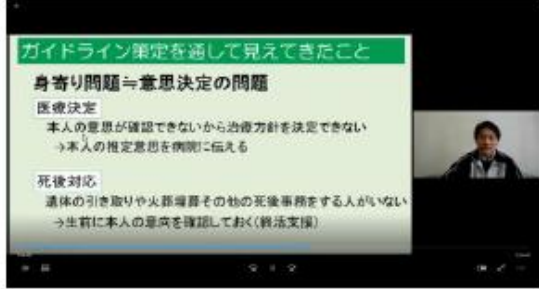 ガイドライン策定を通して見えてきたこと
身寄り問題≒意思決定の問題
医療決定
本人の意思が確認できないから治療方針を決定できない
→本人の推定意思を病院に伝える
死後対応
遺体の引き取りや火葬埋葬その他の死後事務をする人がいない
→生前に本人の意向を確認しておく(終活支援)